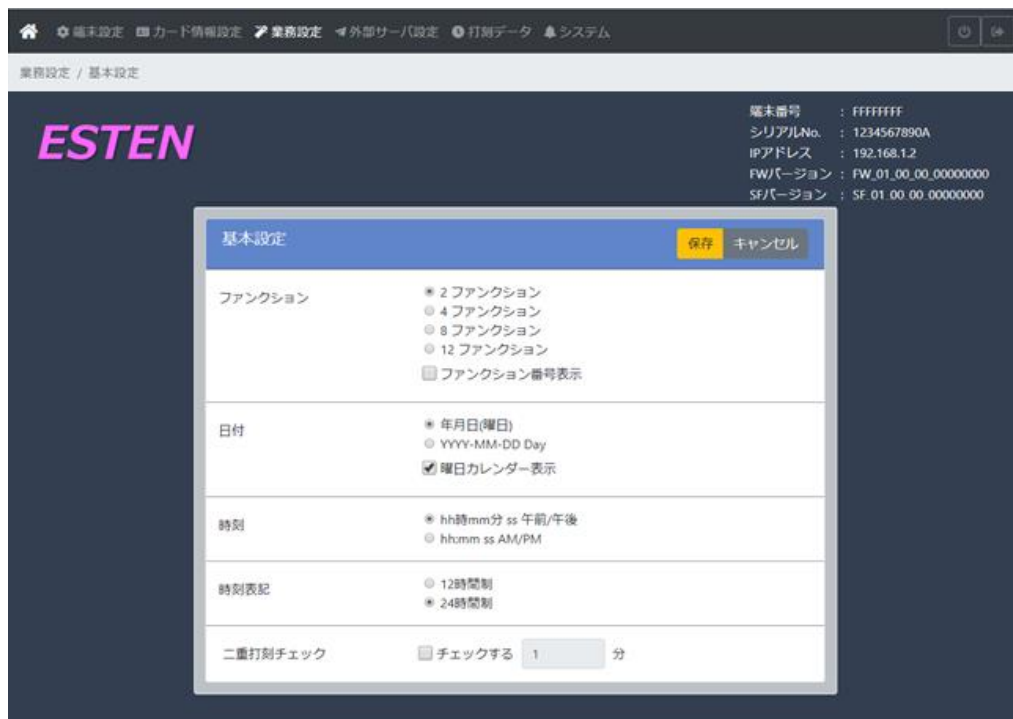 端末設定 カード情報設定 業務設定 外部サーバ設定 打刻データ システム
業務設定 / 基本設定
ESTEN
端末番号 : FFFFFFFF
シリアルNo. : 1234567890A
IPアドレス : 192.168.1.2
FWバージョン : FW_01_00_00_00000000
SFバージョン : SF_01_00_00_00000000
基本設定 保存 キャンセル
ファンクション
2 ファンクション
4 ファンクション
8 ファンクション
12 ファンクション
ファンクション番号表示
日付
年月日(曜日)
YYYY-MM-DD Day
曜日カレンダー表示
時刻
hh時mm分 ss 午前/午後
hh:mm ss AM/PM
時刻表記
12時間制
24時間制
二重打刻チェック チェックする 1 分